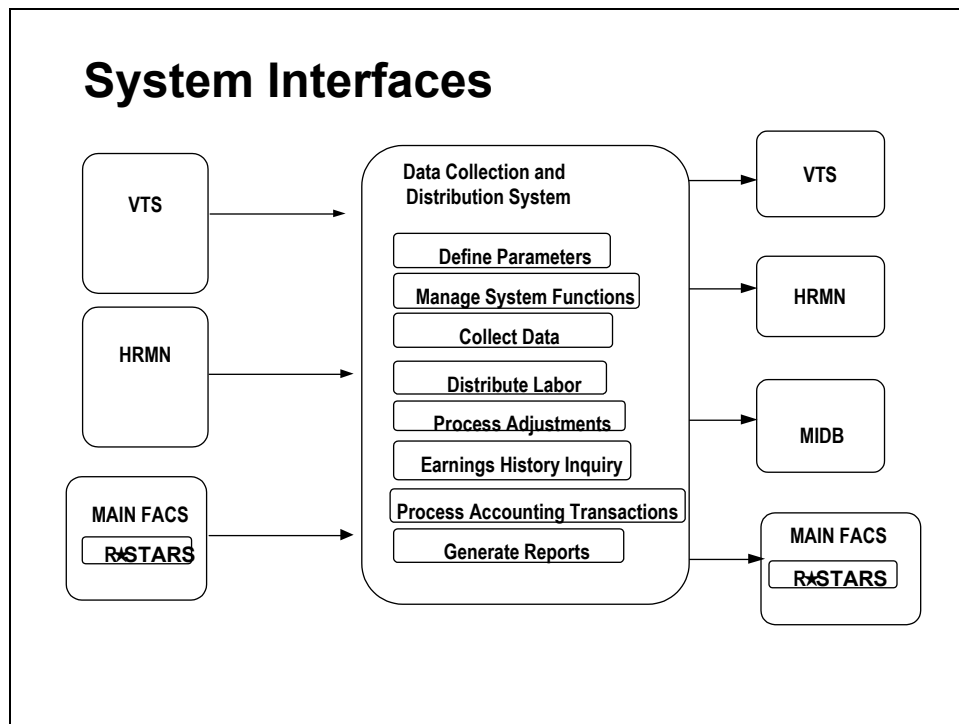 System Interfaces
VTS
HRMN
MAIN FACS
R★STARS
Data Collection and
Distribution System
Define Parameters
Manage System Functions
Collect Data
Distribute Labor
Process Adjustments
Earnings History Inquiry
Process Accounting Transactions
Generate Reports
VTS
HRMN
MIDB
MAIN FACS
R★STARS